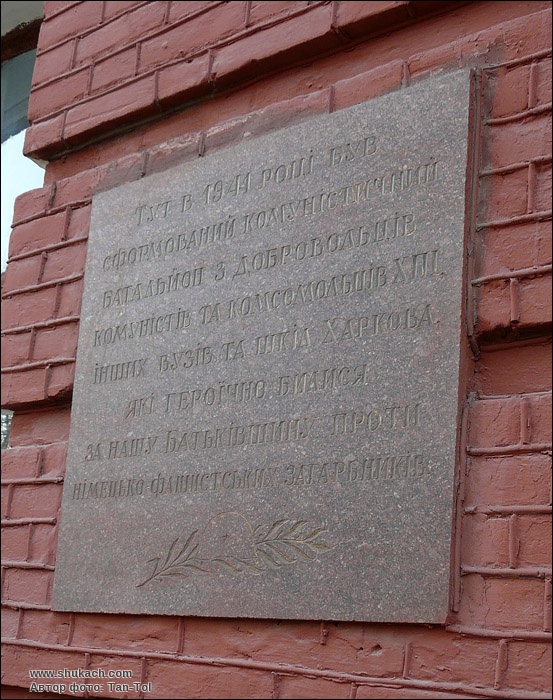 ТУТ В 1941 РОЦІ БУВ
СФОРМОВАНИЙ КОМУНІСТИЧНИЙ
БАТАЛЬЙОН З ДОБРОВОЛЬЦІВ
КОМУНІСТІВ ТА КОМСОМОЛЬЦІВ ХПІ,
ІНШИХ ВУЗІВ ТА ШКІЛ ХАРКОВА,
ЯКІ ГЕРОЇЧНО БИЛИСЯ
ЗА НАШУ БАТЬКІВЩИНУ ПРОТИ
НІМЕЦЬКО-ФАШИСТСЬКИХ ЗАГАРБНИКІВ.
www.shukach.com
Автор фото: Tan-Tol